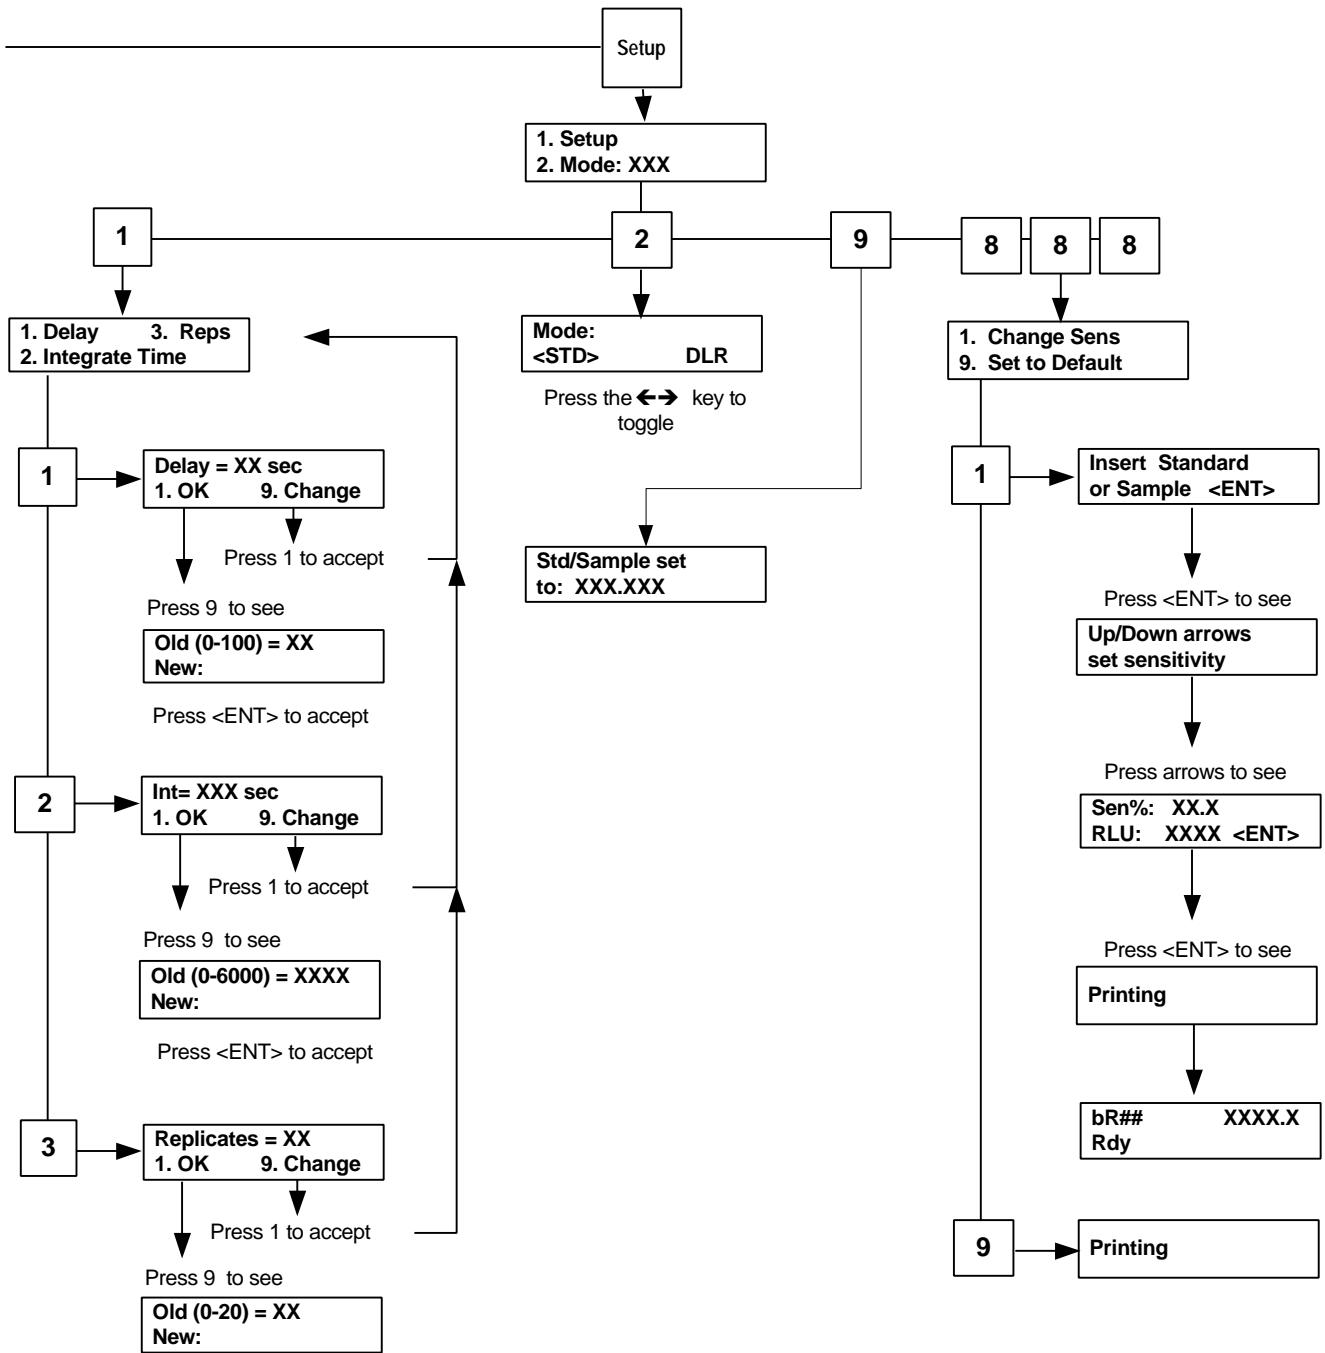 Setup
1. Setup
2. Mode: XXX
1
2
9
8
8
8
1. Delay 3. Reps
2. Integrate Time
Mode:
<STD> DLR
Press the ←→ key to
toggle
1. Change Sens
9. Set to Default
1
Delay = XX sec
1. OK 9. Change
Press 1 to accept
Press 9 to see
Old (0-100) = XX
New:
Press <ENT> to accept
2
Int= XXX sec
1. OK 9. Change
Press 1 to accept
Press 9 to see
Old (0-6000) = XXXX
New:
Press <ENT> to accept
3
Replicates = XX
1. OK 9. Change
Press 1 to accept
Press 9 to see
Old (0-20) = XX
New:
Std/Sample set
to: XXX.XXX
1
Insert Standard
or Sample <ENT>
Press <ENT> to see
Up/Down arrows
set sensitivity
Press arrows to see
Sen%: XX.X
RLU: XXXX <ENT>
Press <ENT> to see
Printing
bR## XXXX.X
Rdy
9
Printing